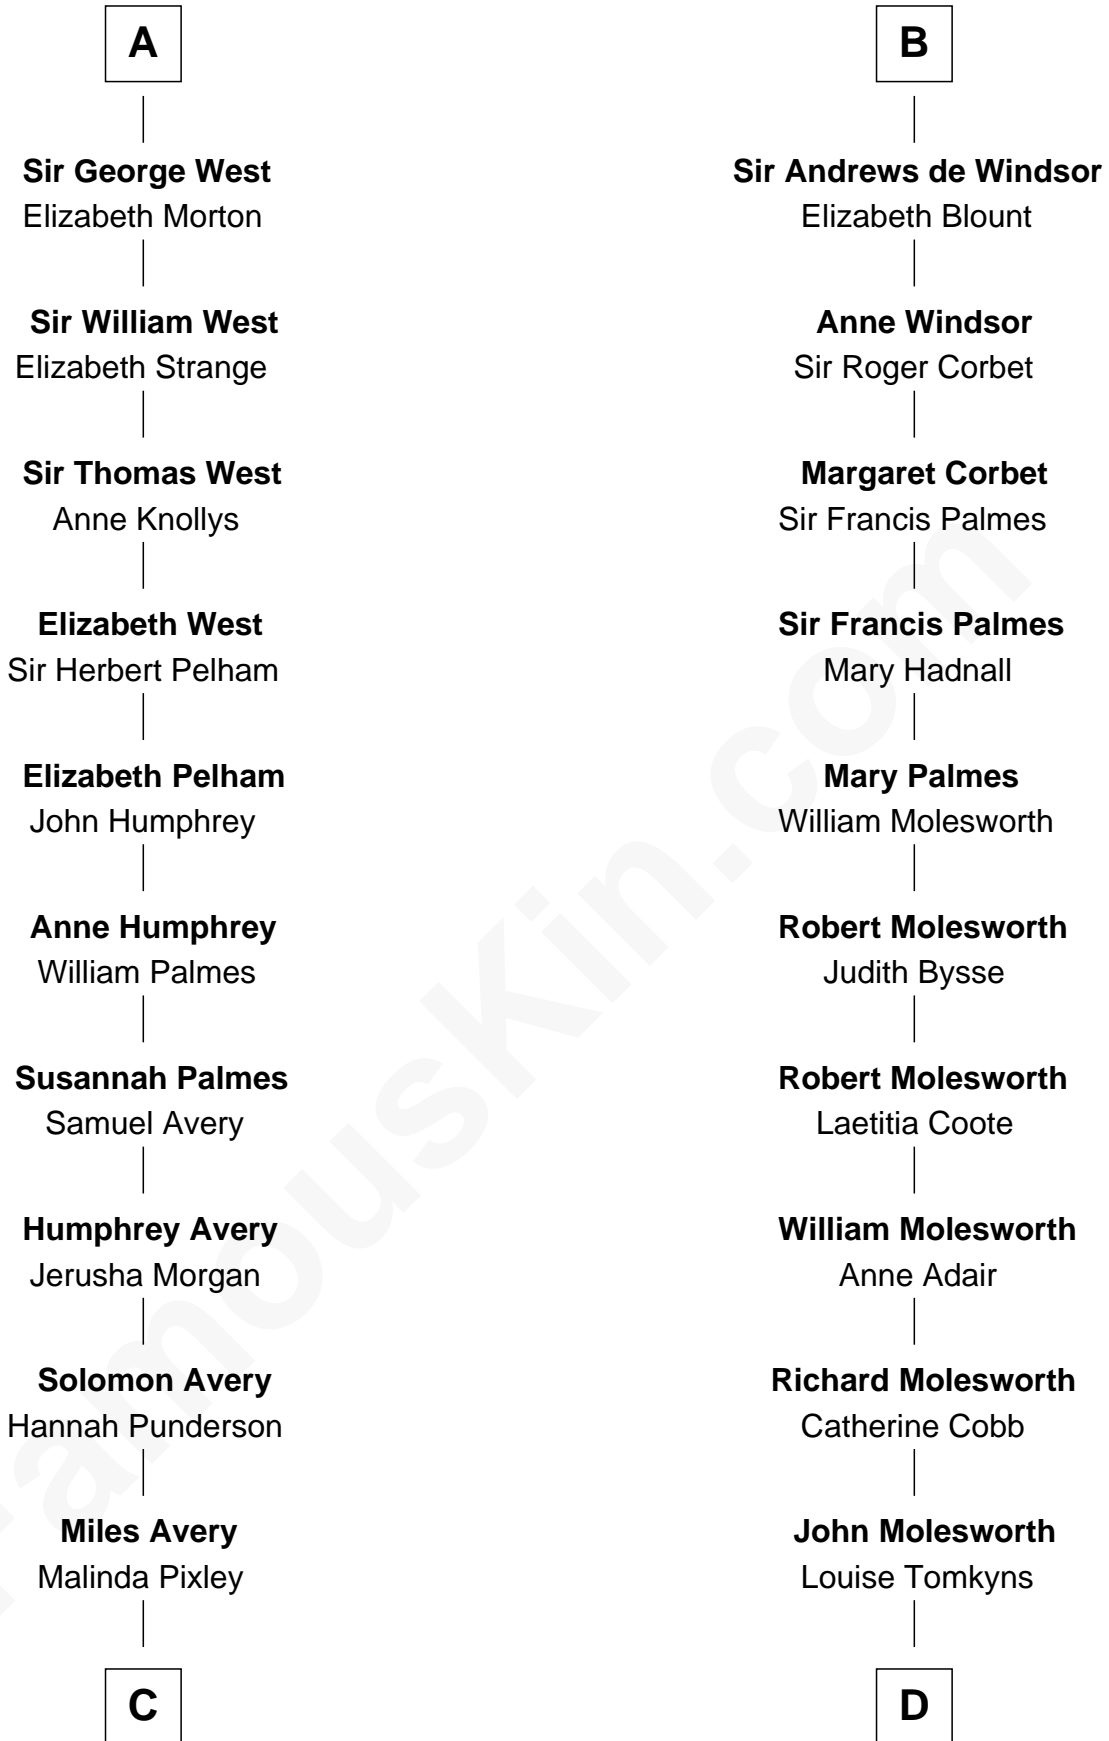 A
Sir George West
Elizabeth Morton
Sir William West
Elizabeth Strange
Sir Thomas West
Anne Knollys
Elizabeth West
Sir Herbert Pelham
Elizabeth Pelham
John Humphrey
Anne Humphrey
William Palmes
Susannah Palmes
Samuel Avery
Humphrey Avery
Jerusha Morgan
Solomon Avery
Hannah Punderson
Miles Avery
Malinda Pixley
C
B
Sir Andrews de Windsor
Elizabeth Blount
Anne Windsor
Sir Roger Corbet
Margaret Corbet
Sir Francis Palmes
Sir Francis Palmes
Mary Hadnall
Mary Palmes
William Molesworth
Robert Molesworth
Judith Bysse
Robert Molesworth
Laetitia Coote
William Molesworth
Anne Adair
Richard Molesworth
Catherine Cobb
John Molesworth
Louise Tomkyns
D
FamousKin.com